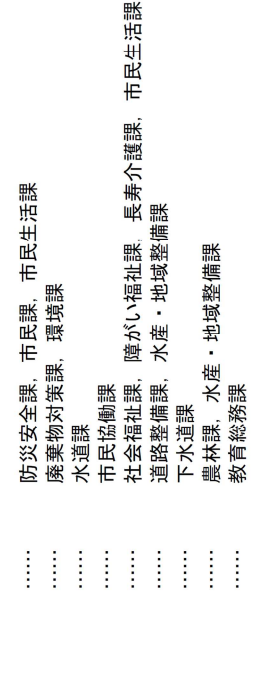 ……　防災安全課，市民課，市民生活課
……　廃棄物対策課，環境課
……　水道課
……　市民協働課
……　社会福祉課，障がい福祉課，長寿介護課，市民生活課
……　道路整備課，水産・地域整備課
……　下水道課
……　農林課，水産・地域整備課
……　教育総務課